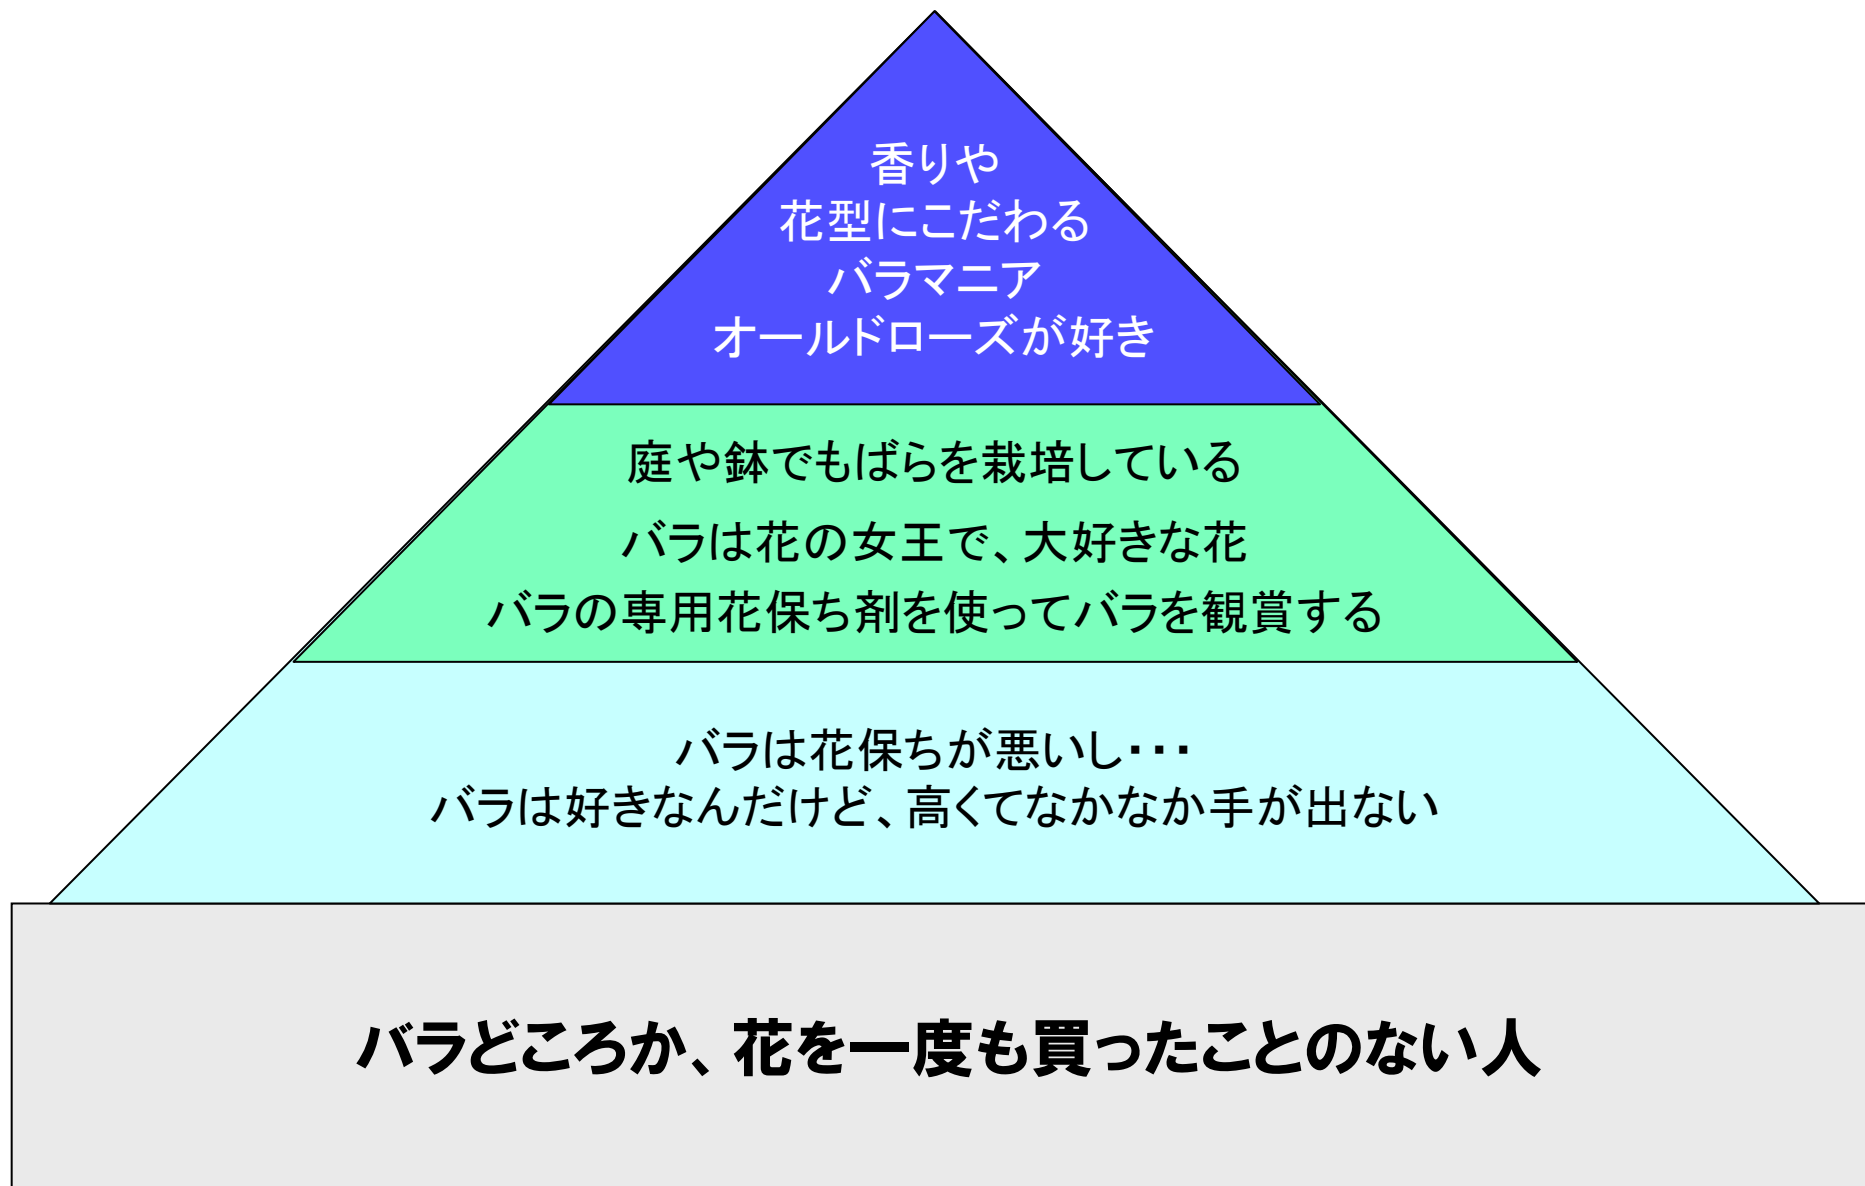 香りや
花型にこだわる
バラマニア
オールドローズが好き
庭や鉢でもばらを栽培している
バラは花の女王で、大好きな花
バラの専用花保ち剤を使ってバラを観賞する
バラは花保ちが悪いし・・・
バラは好きなんだけど、高くてなかなか手が出ない
バラどころか、花を一度も買ったことのない人